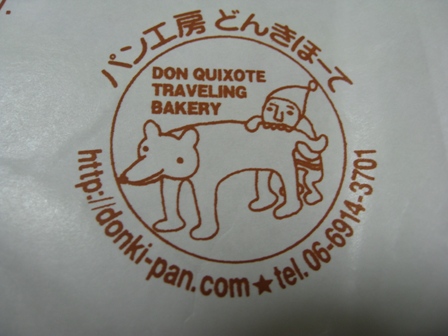 パン工房 どんきほーて
DON QUIXOTE
TRAVELING
BAKERY
http://donki-pan.com★tel.06-6914-3701